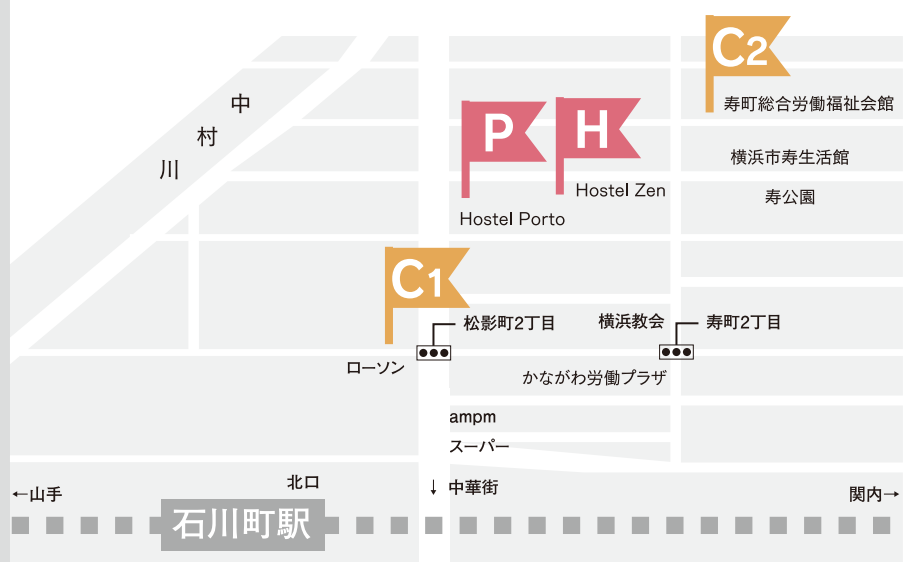 C2
寿町総合労働福祉会館
中
村
川
P
H
横浜市寿生活館
Hostel Zen
寿公園
Hostel Porto
C1
松影町2丁目
横浜教会
寿町2丁目
ローソン
かながわ労働プラザ
ampm
スーパー
北口
↓中華街
←山手
関内→
石川町駅